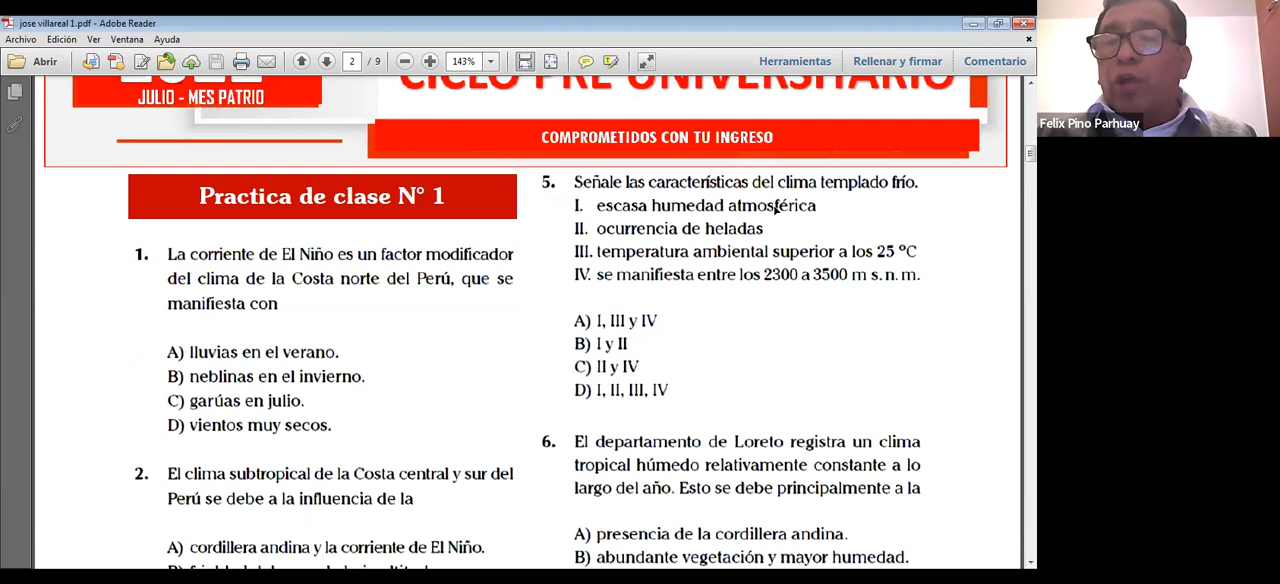 jose villareal 1.pdf - Adobe Reader
Archivo Edición Ver Ventana Ayuda
Abrir 2 / 9 143% Herramientas Rellenar y firmar Comentario
JULIO - MES PATRIO
CICLO PRE UNIVERSITARIO
COMPROMETIDOS CON TU INGRESO
Practica de clase N° 1
1. La corriente de El Niño es un factor modificador
del clima de la Costa norte del Perú, que se
manifiesta con
A) lluvias en el verano.
B) neblinas en el invierno.
C) garúas en julio.
D) vientos muy secos.
2. El clima subtropical de la Costa central y sur del
Perú se debe a la influencia de la
A) cordillera andina y la corriente de El Niño.
5. Señale las características del clima templado frío.
I. escasa humedad atmosférica
II. ocurrencia de heladas
III. temperatura ambiental superior a los 25 ºC
IV. se manifiesta entre los 2300 a 3500 m s. n. m.
A) I, III y IV
B) I y II
C) II y IV
D) I, II, III, IV
6. El departamento de Loreto registra un clima
tropical húmedo relativamente constante a lo
largo del año. Esto se debe principalmente a la
A) presencia de la cordillera andina.
B) abundante vegetación y mayor humedad.
Felix Pino Parhuay